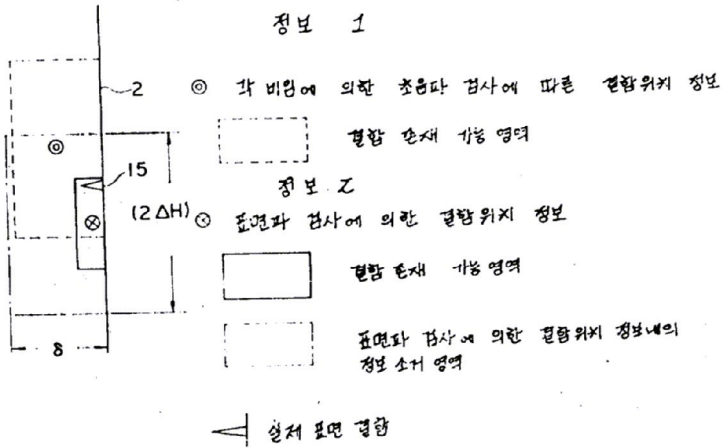 정보 1
2
◎ 각 비임에 의한 초음파 검사에 따른 결함위치 정보
결함 존재 가능 영역
15
정보 2
(2ΔH)
⊗ 표면파 검사에 의한 결함위치 정보
결함 존재 가능 영역
표면파 검사에 의한 결함위치 정보내의
정보 소거 영역
δ
실제 표면 결함